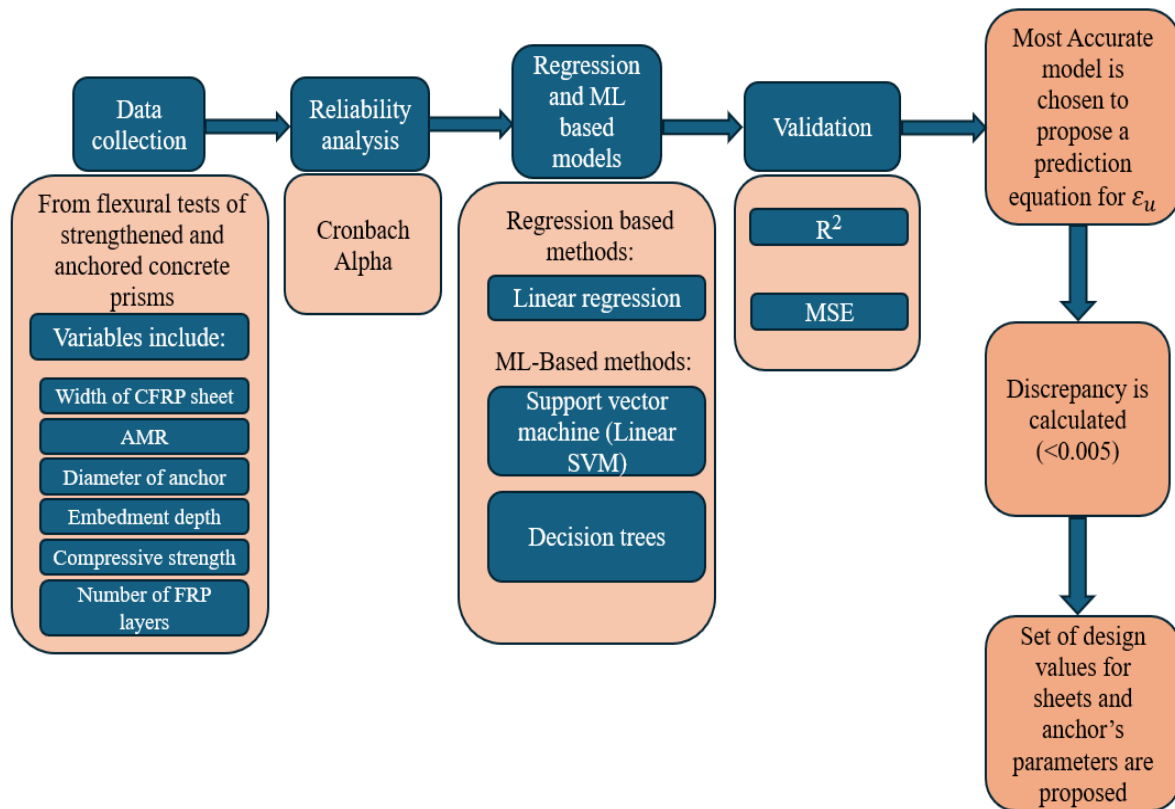 Data
collection
From flexural tests of
strengthened and
anchored concrete
prisms
Variables include:
Width of CFRP sheet
AMR
Diameter of anchor
Embedment depth
Compressive strength
Number of FRP
layers
Reliability
analysis
Cronbach
Alpha
Regression
and ML
based
models
Regression based
methods:
Linear regression
ML-Based methods:
Support vector
machine (Linear
SVM)
Decision trees
Validation
R²
MSE
Most Accurate
model is
chosen to
propose a
prediction
equation for εᵤ
Discrepancy is
calculated
(<0.005)
Set of design
values for
sheets and
anchor’s
parameters are
proposed